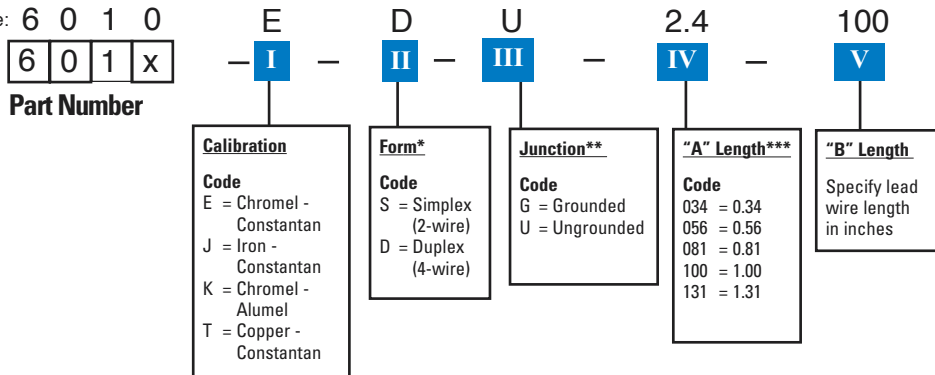 e: 6 0 1 0 E D U 2.4 100
6 0 1 x – I – II – III – IV – V
Part Number
Calibration
Code
E = Chromel -
Constantan
J = Iron -
Constantan
K = Chromel -
Alumel
T = Copper -
Constantan
Form*
Code
S = Simplex
(2-wire)
D = Duplex
(4-wire)
Junction**
Code
G = Grounded
U = Ungrounded
"A" Length***
Code
034 = 0.34
056 = 0.56
081 = 0.81
100 = 1.00
131 = 1.31
"B" Length
Specify lead
wire length
in inches